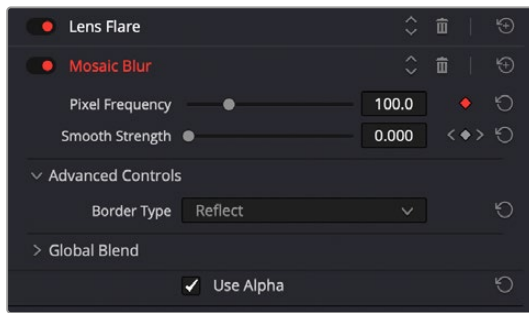 Lens Flare
Mosaic Blur
Pixel Frequency 100.0
Smooth Strength 0.000
Advanced Controls
Border Type Reflect
Global Blend
Use Alpha